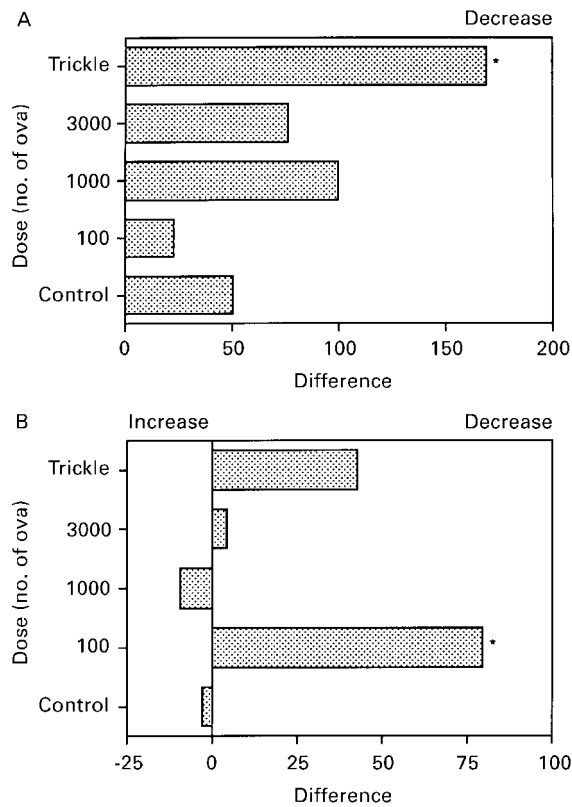 A
Decrease
Dose (no. of ova)
Trickle
*
3000
1000
100
Control
0 50 100 150 200
Difference
B
Increase Decrease
Dose (no. of ova)
Trickle
3000
1000
100
*
Control
-25 0 25 50 75 100
Difference